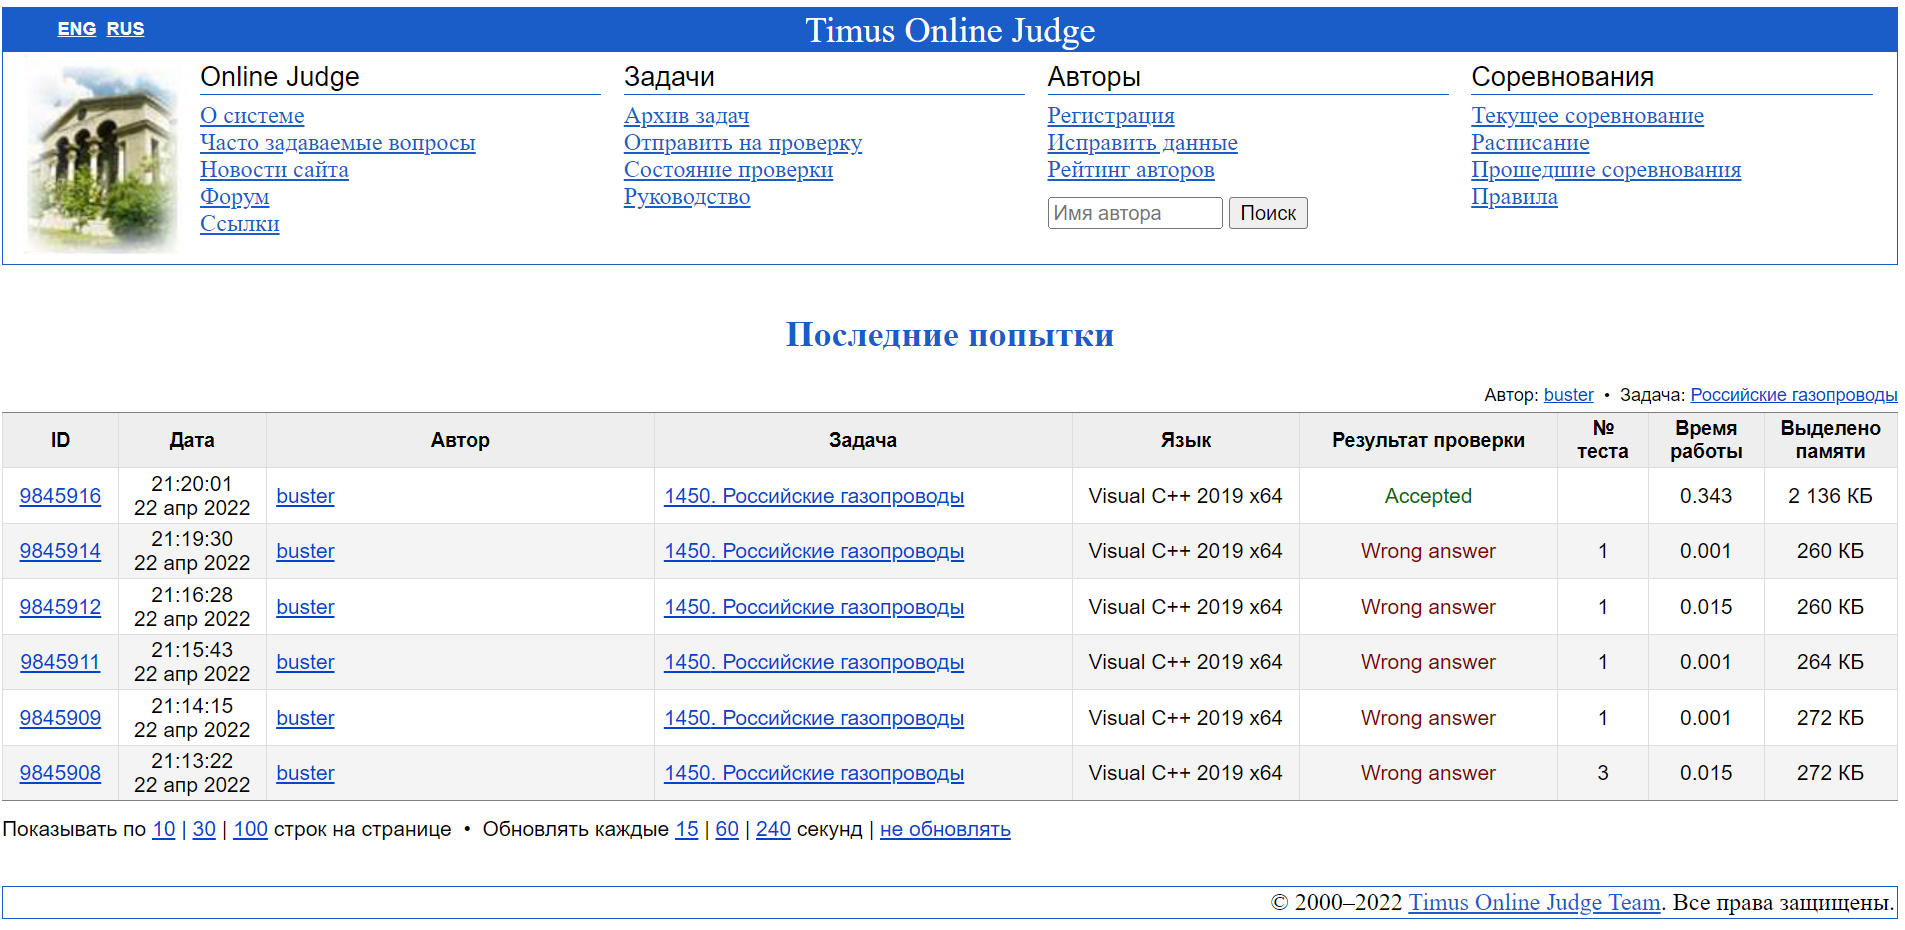 ENG RUS
Timus Online Judge
Online Judge
О системе
Часто задаваемые вопросы
Новости сайта
Форум
Ссылки
Задачи
Архив задач
Отправить на проверку
Состояние проверки
Руководство
Авторы
Регистрация
Исправить данные
Рейтинг авторов
Имя автора Поиск
Соревнования
Текущее соревнование
Расписание
Прошедшие соревнования
Правила
Последние попытки
Автор: buster • Задача: Российские газопроводы
ID Дата Автор Задача Язык Результат проверки № теста Время работы Выделено памяти
9845916 21:20:01 22 апр 2022 buster 1450. Российские газопроводы Visual C++ 2019 x64 Accepted 0.343 2 136 КБ
9845914 21:19:30 22 апр 2022 buster 1450. Российские газопроводы Visual C++ 2019 x64 Wrong answer 1 0.001 260 КБ
9845912 21:16:28 22 апр 2022 buster 1450. Российские газопроводы Visual C++ 2019 x64 Wrong answer 1 0.015 260 КБ
9845911 21:15:43 22 апр 2022 buster 1450. Российские газопроводы Visual C++ 2019 x64 Wrong answer 1 0.001 264 КБ
9845909 21:14:15 22 апр 2022 buster 1450. Российские газопроводы Visual C++ 2019 x64 Wrong answer 1 0.001 272 КБ
9845908 21:13:22 22 апр 2022 buster 1450. Российские газопроводы Visual C++ 2019 x64 Wrong answer 3 0.015 272 КБ
Показывать по 10 | 30 | 100 строк на странице • Обновлять каждые 15 | 60 | 240 секунд | не обновлять
© 2000–2022 Timus Online Judge Team. Все права защищены.